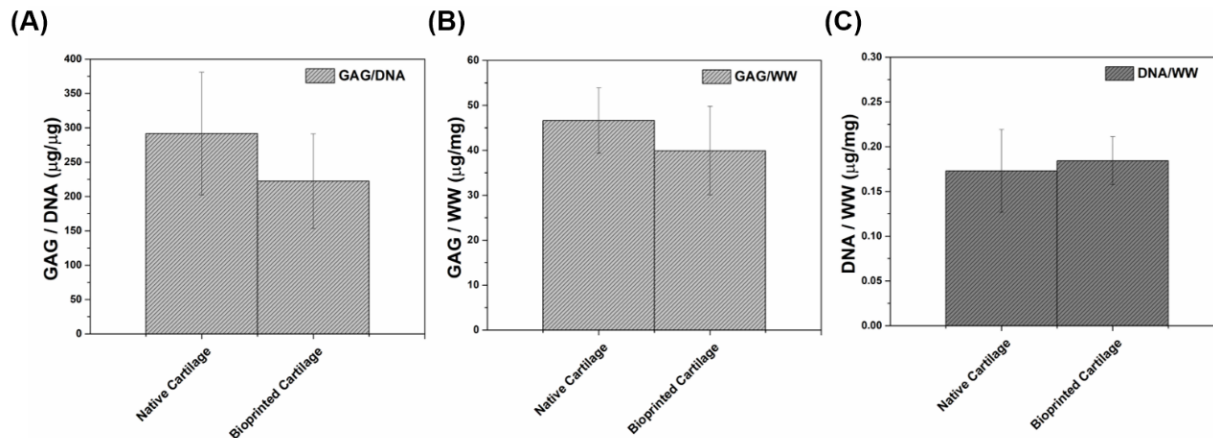 (A)
GAG / DNA (µg/µg)
400
350
300
250
200
150
100
50
0
GAG/DNA
Native Cartilage
Bioprinted Cartilage
(B)
GAG / WW (µg/mg)
60
50
40
30
20
10
0
GAG/WW
Native Cartilage
Bioprinted Cartilage
(C)
DNA / WW (µg/mg)
0.30
0.25
0.20
0.15
0.10
0.05
0.00
DNA/WW
Native Cartilage
Bioprinted Cartilage